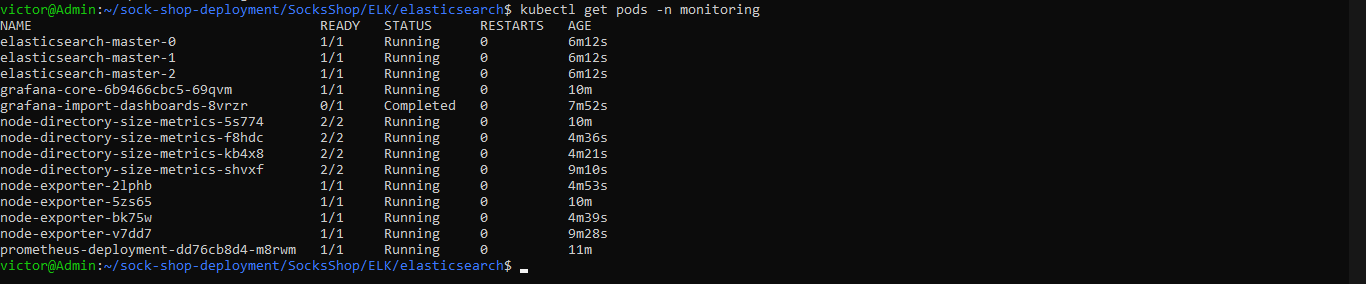 victor@Admin:~/sock-shop-deployment/SocksShop/ELK/elasticsearch$ kubectl get pods -n monitoring
NAME READY STATUS RESTARTS AGE
elasticsearch-master-0 1/1 Running 0 6m12s
elasticsearch-master-1 1/1 Running 0 6m12s
elasticsearch-master-2 1/1 Running 0 6m12s
grafana-core-6b9466cbc5-69qvm 1/1 Running 0 10m
grafana-import-dashboards-8vrzr 0/1 Completed 0 7m52s
node-directory-size-metrics-5s774 2/2 Running 0 10m
node-directory-size-metrics-f8hdc 2/2 Running 0 4m36s
node-directory-size-metrics-kb4x8 2/2 Running 0 4m21s
node-directory-size-metrics-shvxf 2/2 Running 0 9m10s
node-exporter-2lphb 1/1 Running 0 4m53s
node-exporter-5zs65 1/1 Running 0 10m
node-exporter-bk75w 1/1 Running 0 4m39s
node-exporter-v7dd7 1/1 Running 0 9m28s
prometheus-deployment-dd76cb8d4-m8rwm 1/1 Running 0 11m
victor@Admin:~/sock-shop-deployment/SocksShop/ELK/elasticsearch$